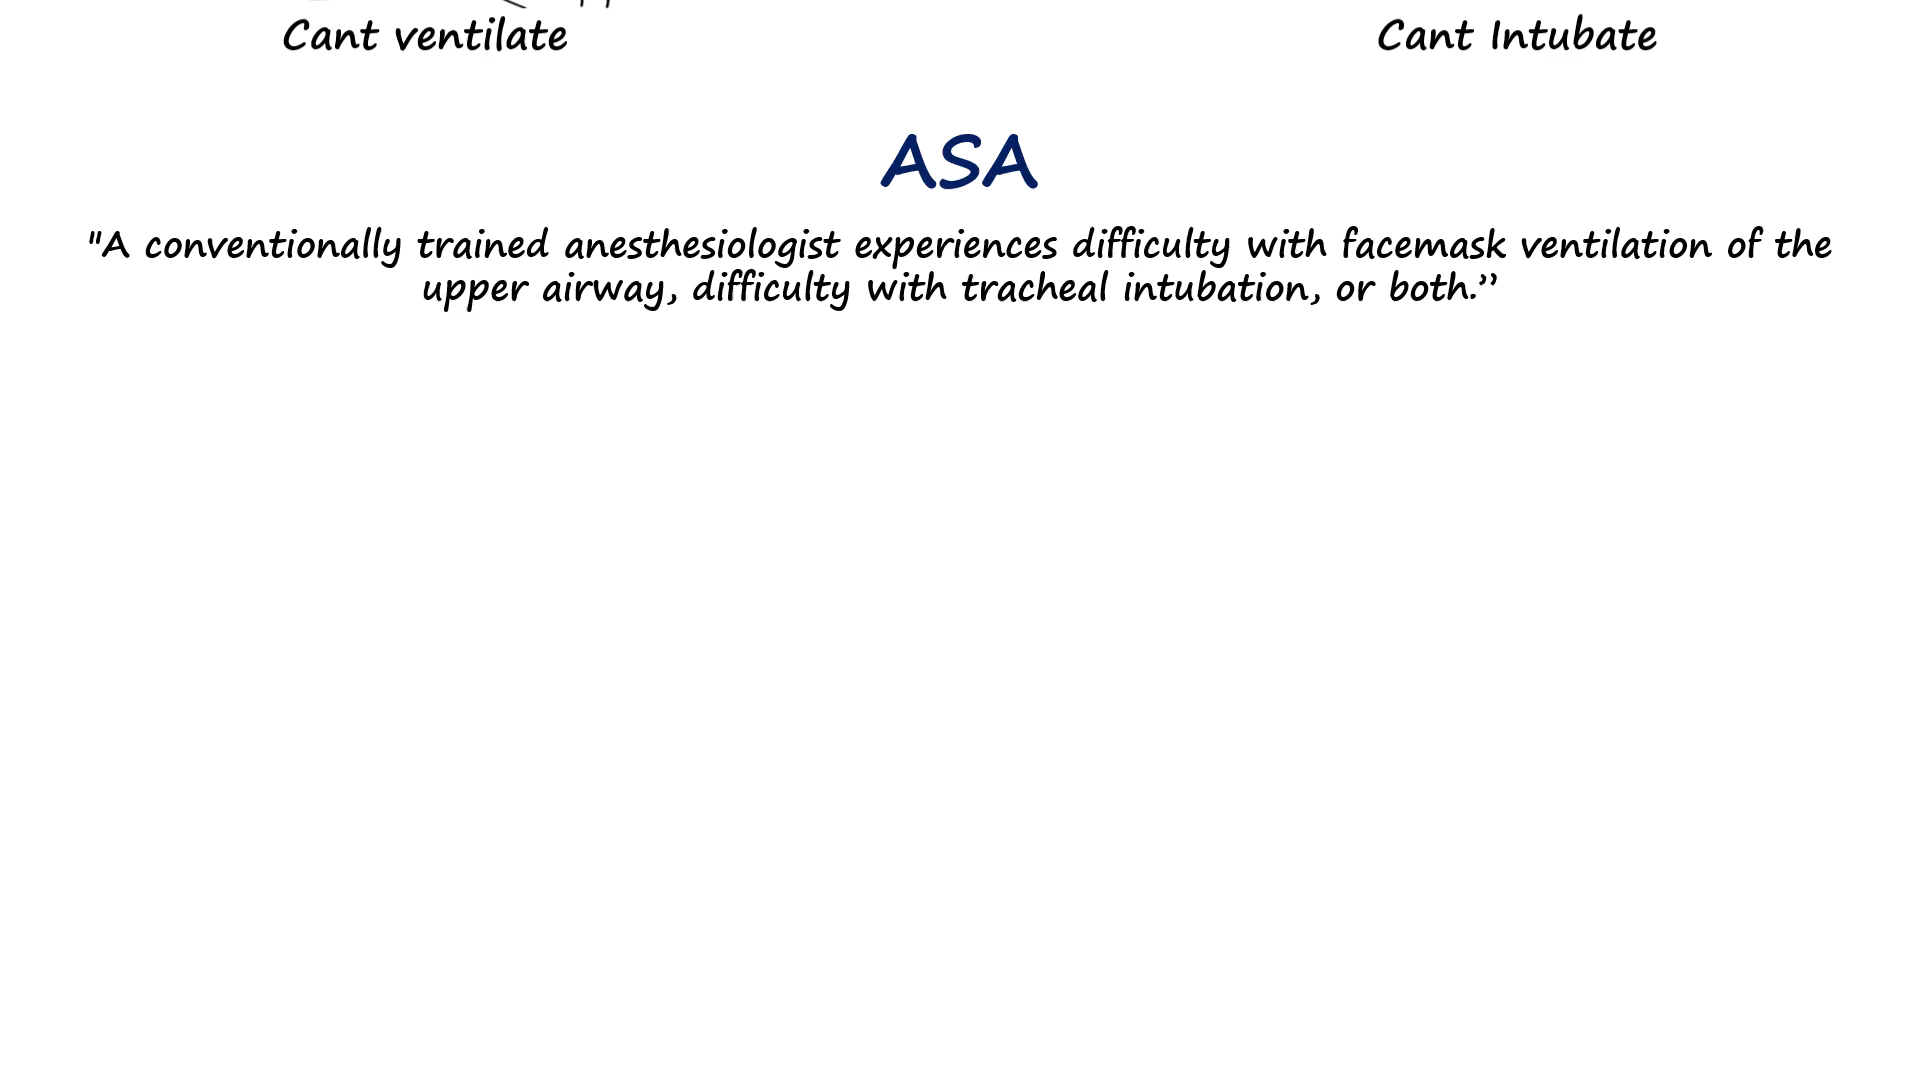 Cant ventilate
Cant Intubate
ASA
"A conventionally trained anesthesiologist experiences difficulty with facemask ventilation of the
upper airway, difficulty with tracheal intubation, or both.”